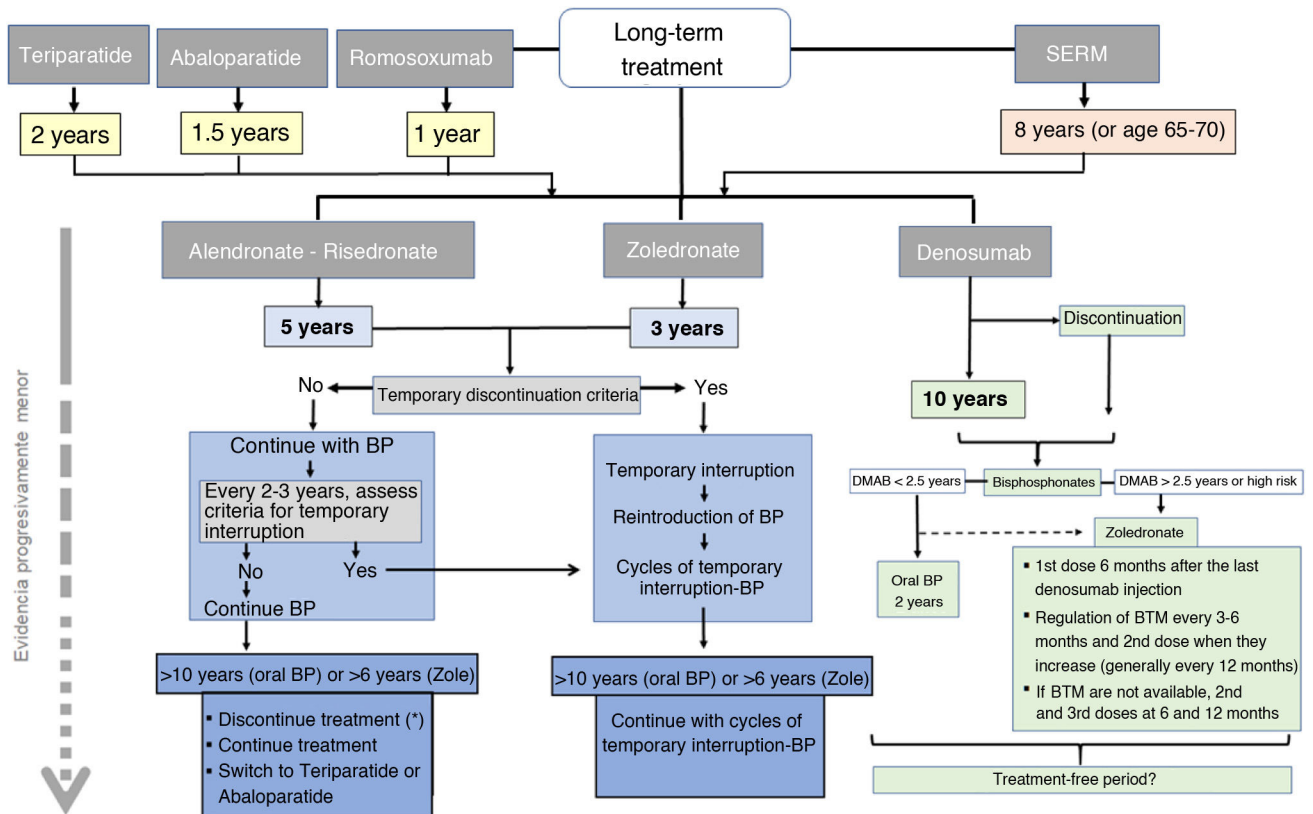 Long-term
treatment
Teriparatide
Abaloparatide
Romosoxumab
SERM
2 years
1.5 years
1 year
8 years (or age 65-70)
Alendronate - Risedronate
Zoledronate
Denosumab
5 years
3 years
Discontinuation
No
Temporary discontinuation criteria
Yes
10 years
Continue with BP
Every 2-3 years, assess
criteria for temporary
interruption
No
Yes
Continue BP
Temporary interruption
Reintroduction of BP
Cycles of temporary
interruption-BP
DMAB < 2.5 years
Bisphosphonates
DMAB > 2.5 years or high risk
Zoledronate
Oral BP
2 years
▪ 1st dose 6 months after the last
denosumab injection
▪ Regulation of BTM every 3-6
months and 2nd dose when they
increase (generally every 12 months)
▪ If BTM are not available, 2nd
and 3rd doses at 6 and 12 months
>10 years (oral BP) or >6 years (Zole)
▪ Discontinue treatment (*)
▪ Continue treatment
▪ Switch to Teriparatide or
Abaloparatide
>10 years (oral BP) or >6 years (Zole)
Continue with cycles of
temporary interruption-BP
Treatment-free period?
Evidencia progresivamente menor